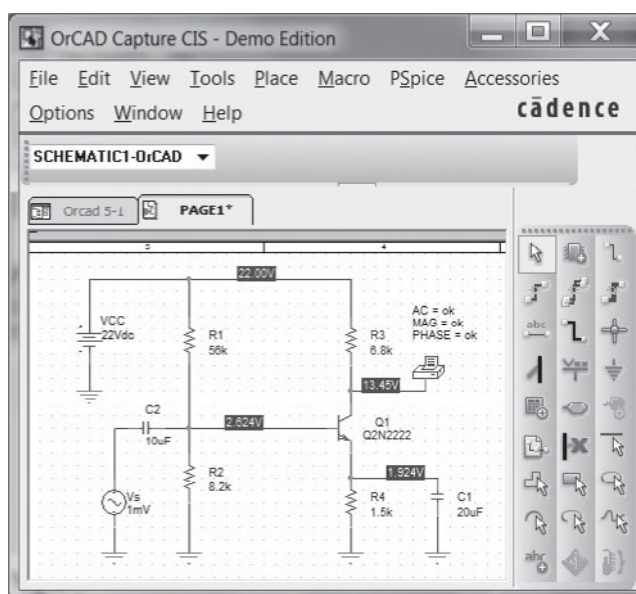 OrCAD Capture CIS - Demo Edition
File Edit View Tools Place Macro PSpice Accessories
Options Window Help
cādence
SCHEMATIC1-OrCAD
Orcad 5-1
PAGE1*
5 4
22.00V
VCC
22Vdc
R1
56k
R3
6.8k
AC = ok
MAG = ok
PHASE = ok
13.45V
C2
10uF
2.624V
Q1
Q2N2222
R2
8.2k
1.924V
Vs
1mV
R4
1.5k
C1
20uF
abc